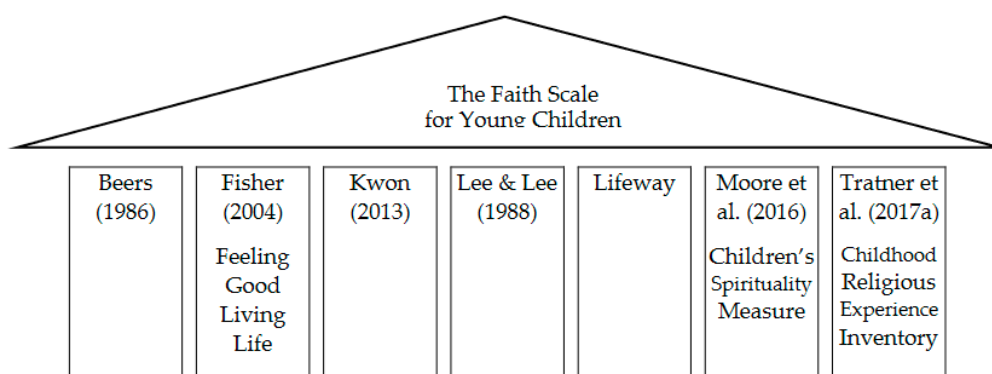 The Faith Scale
for Young Children
Beers
(1986)
Fisher
(2004)
Feeling
Good
Living
Life
Kwon
(2013)
Lee & Lee
(1988)
Lifeway
Moore et
al. (2016)
Children’s
Spirituality
Measure
Tratner et
al. (2017a)
Childhood
Religious
Experience
Inventory